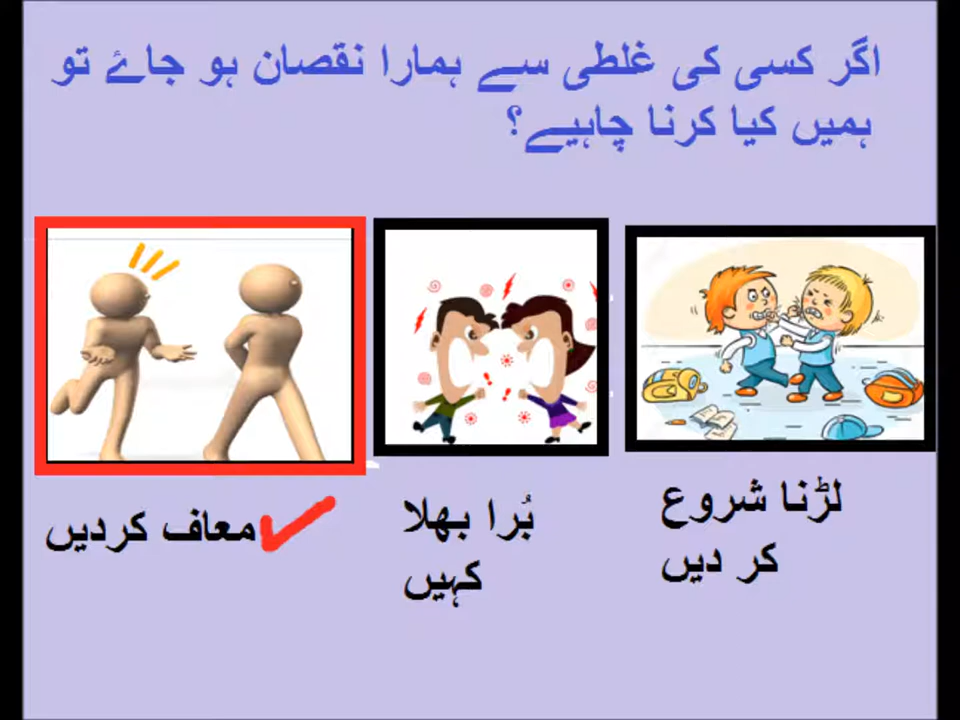 اگر کسی کی غلطی سے ہمارا نقصان ہو جاۓ تو
ہمیں کیا کرنا چاہیے؟
لڑنا شروع
کر دیں
بُرا بھلا
کہیں
معاف کردیں